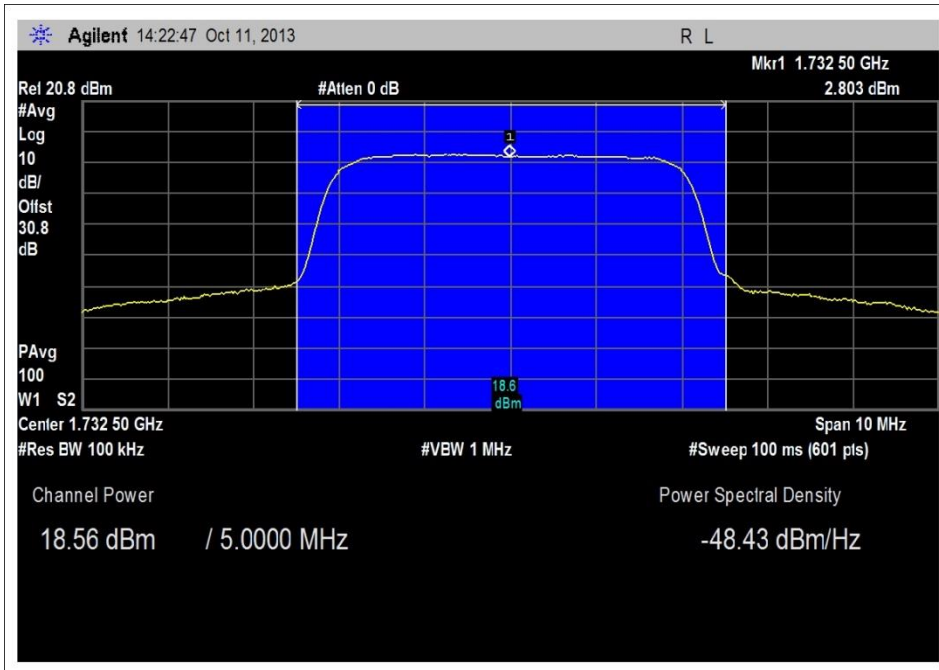 Agilent 14:22:47 Oct 11, 2013 R L
Mkr1 1.732 50 GHz
Ref 20.8 dBm #Atten 0 dB 2.803 dBm
#Avg
Log
10
dB/
Offst
30.8
dB
1
PAvg
100
W1 S2
18.6
dBm
Center 1.732 50 GHz Span 10 MHz
#Res BW 100 kHz #VBW 1 MHz #Sweep 100 ms (601 pts)
Channel Power Power Spectral Density
18.56 dBm / 5.0000 MHz -48.43 dBm/Hz